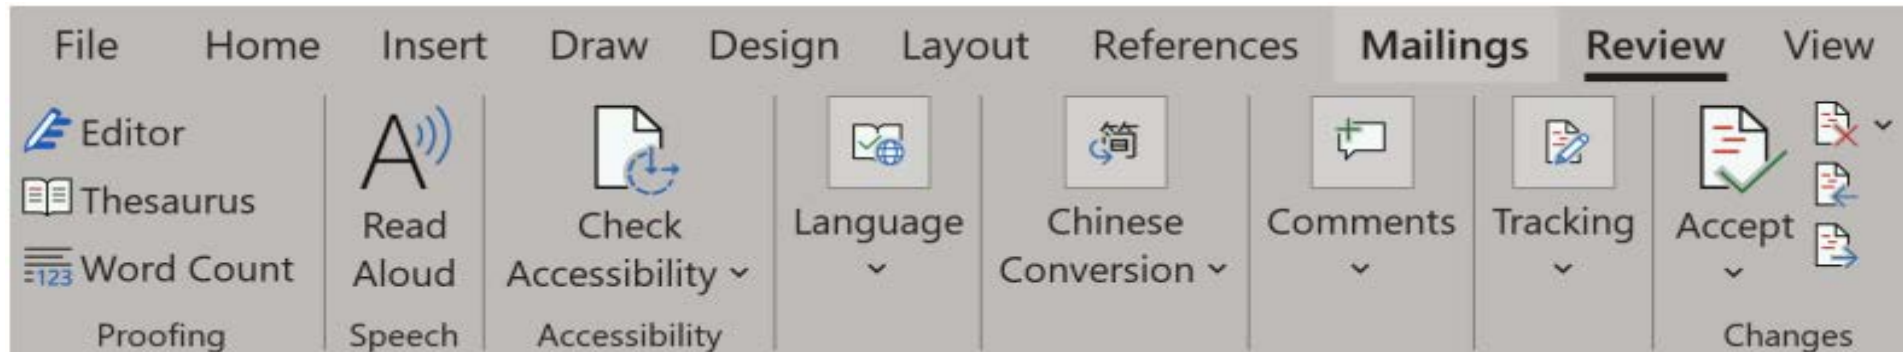 File Home Insert Draw Design Layout References Mailings Review View
Editor
Thesaurus
123 Word Count
Proofing
Read
Aloud
Speech
Check
Accessibility
Accessibility
Language
Chinese
Conversion
Comments
Tracking
Accept
Changes